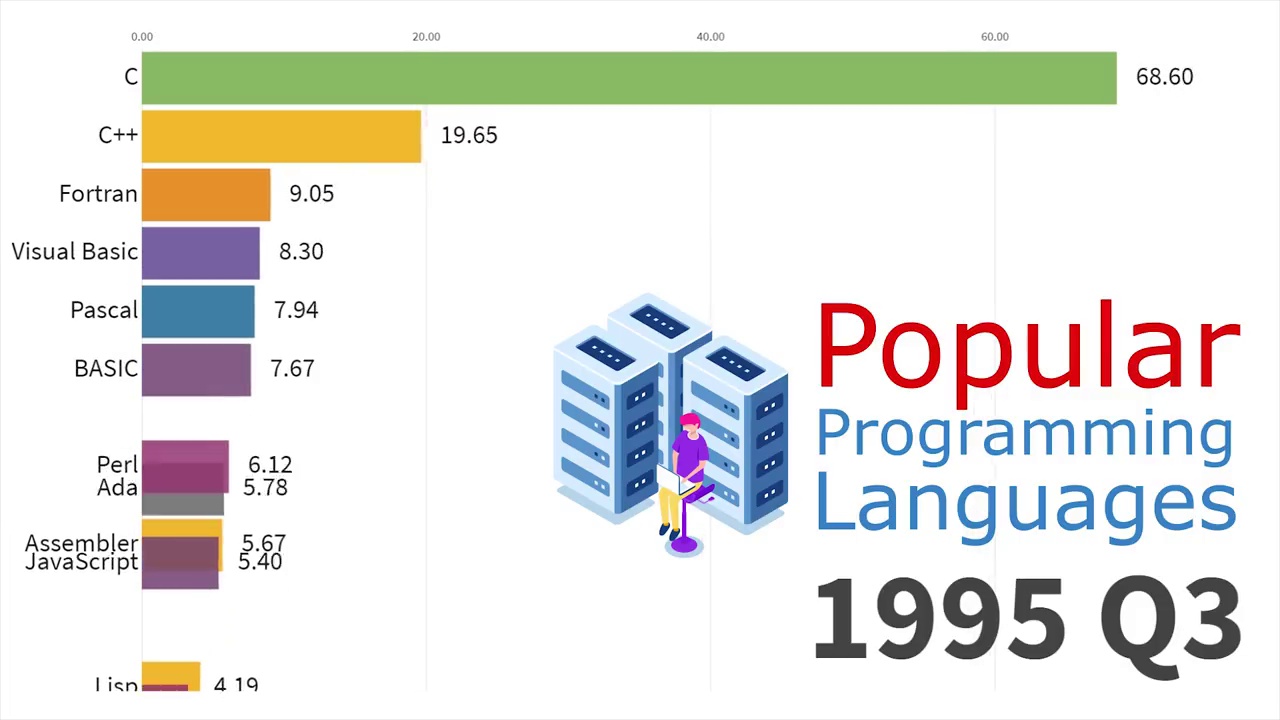 0.00 20.00 40.00 60.00
C 68.60
C++ 19.65
Fortran 9.05
Visual Basic 8.30
Pascal 7.94
BASIC 7.67
Perl 6.12
Ada 5.78
Assembler 5.67
JavaScript 5.40
Lisp 4.19
Popular
Programming
Languages
1995 Q3